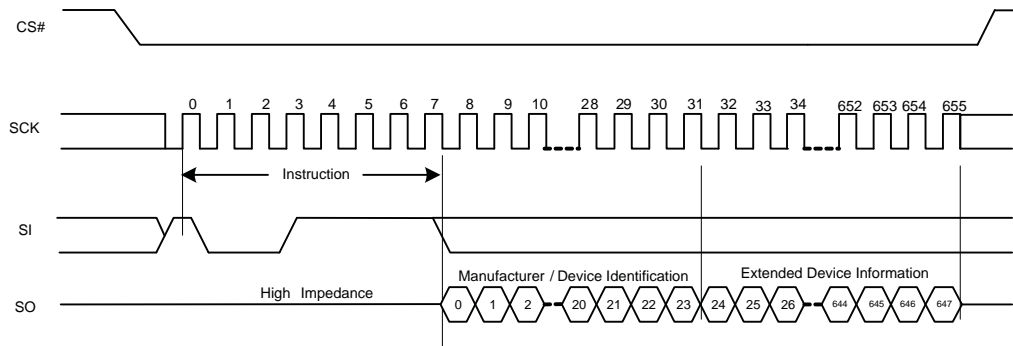 CS#
0 1 2 3 4 5 6 7 8 9 10 28 29 30 31 32 33 34 652 653 654 655
SCK
Instruction
SI
Manufacturer / Device Identification Extended Device Information
High Impedance
SO
0 1 2 20 21 22 23 24 25 26 644 645 646 647